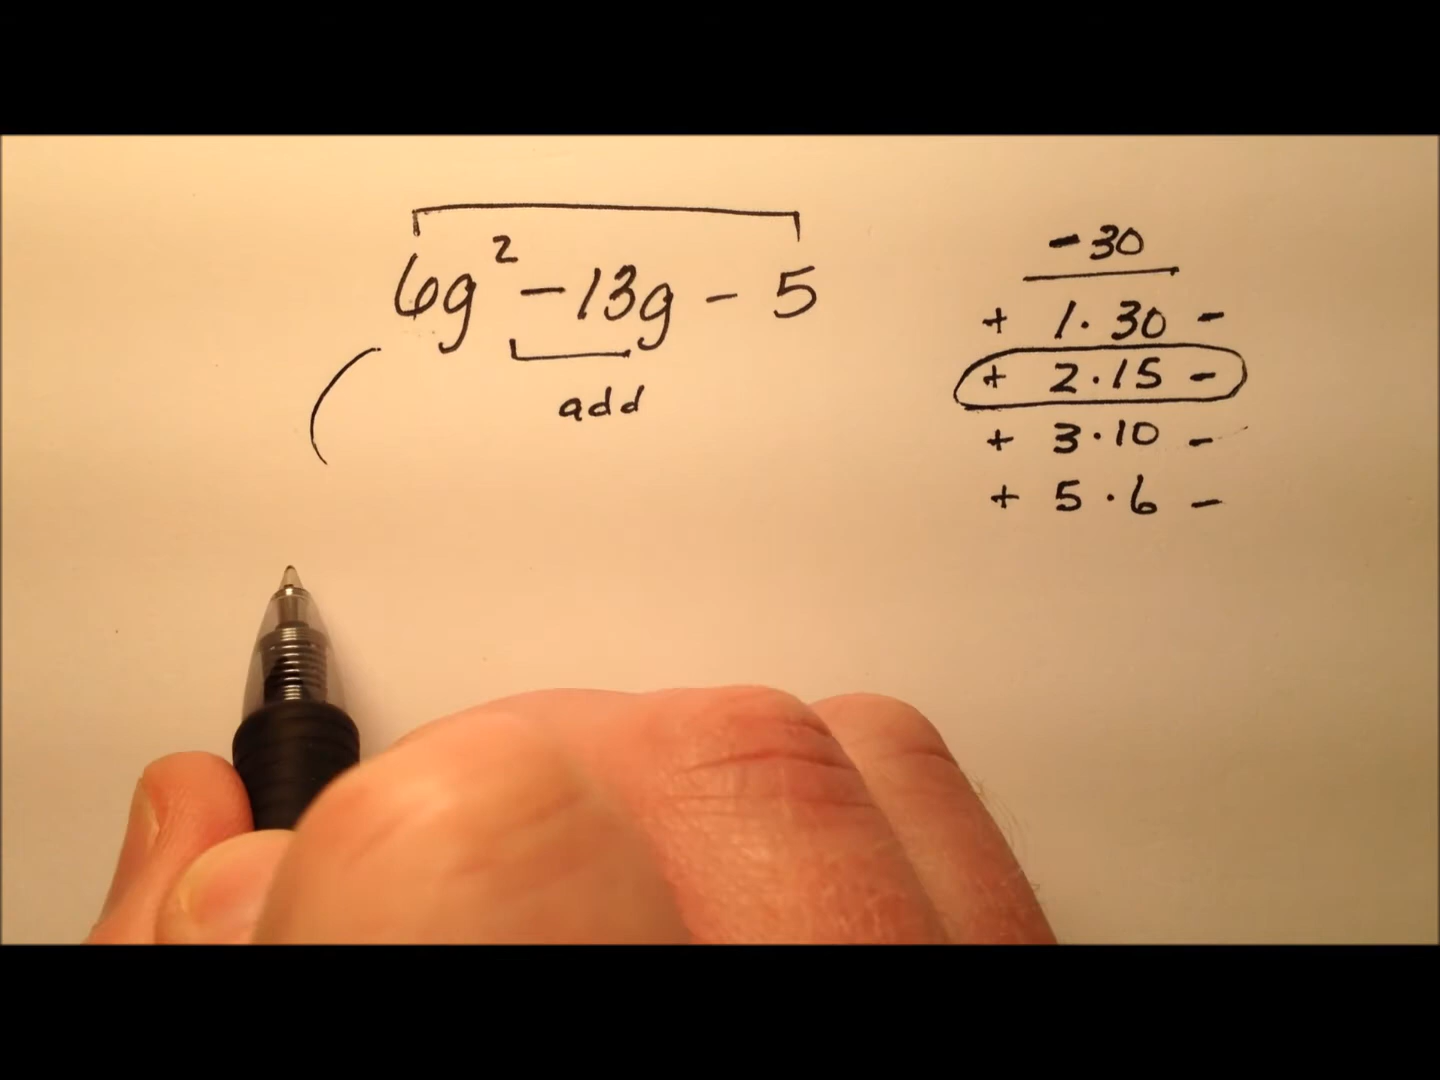 6g² - 13g - 5
add
(
- 30
+ 1 · 30 -
+ 2 · 15 -
+ 3 · 10 -
+ 5 · 6 -